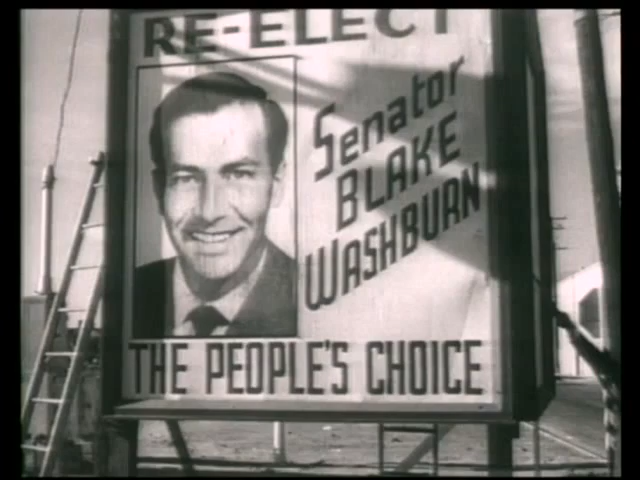 RE-ELECT
Senator
BLAKE
WASHBURN
THE PEOPLE'S CHOICE